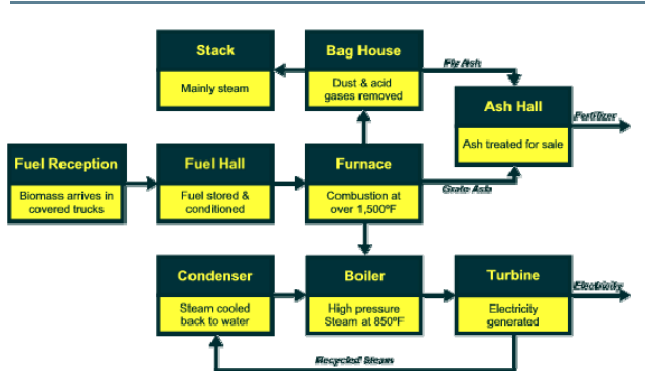 Stack
Mainly steam
Bag House
Dust & acid
gases removed
Fly Ash
Ash Hall
Ash treated for sale
Fertilizer
Fuel Reception
Biomass arrives in
covered trucks
Fuel Hall
Fuel stored &
conditioned
Furnace
Combustion at
over 1,500ºF
Grate Ash
Condenser
Steam cooled
back to water
Boiler
High pressure
Steam at 850ºF
Turbine
Electricity
generated
Electricity
Recycled Steam